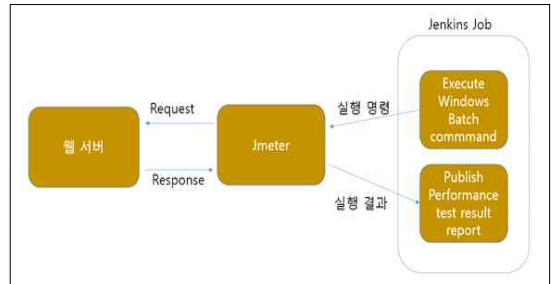 Jenkins Job
Execute
Windows
Batch
commmand
실행 명령
Request
웹 서버
Jmeter
Response
실행 결과
Publish
Performance
test result
report